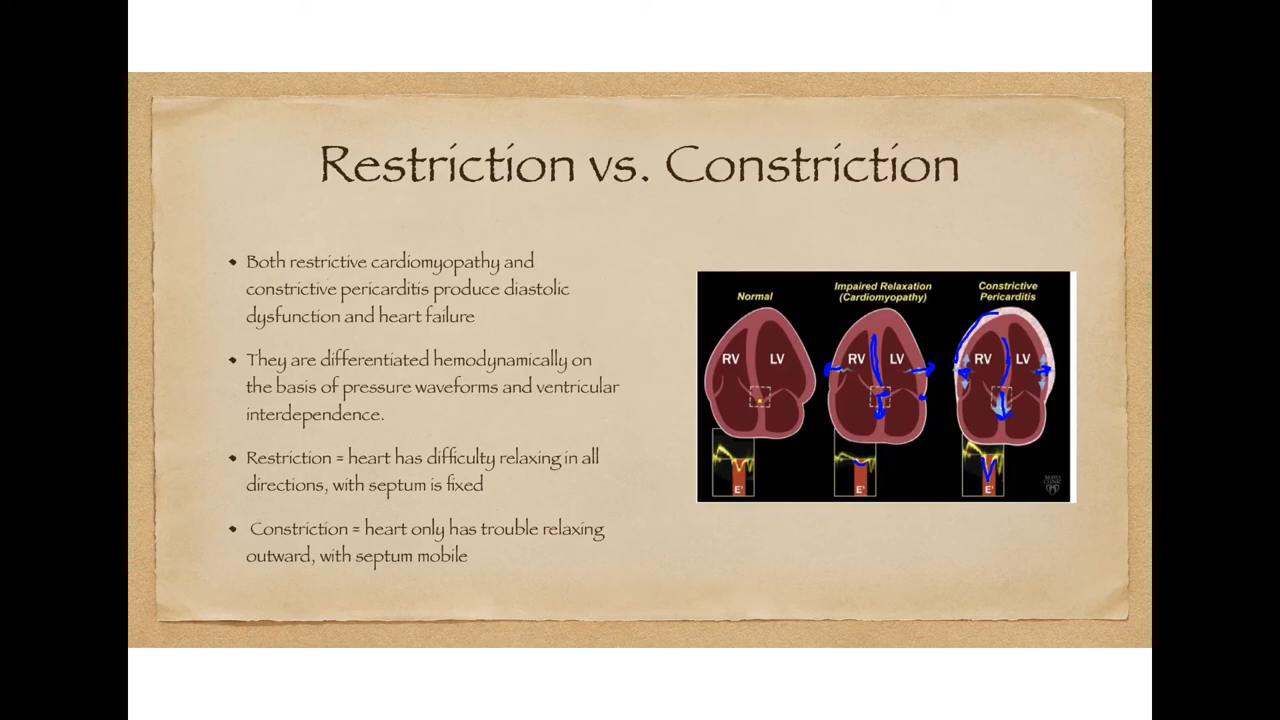 Restriction vs. Constriction
• Both restrictive cardiomyopathy and
constrictive pericarditis produce diastolic
dysfunction and heart failure
• They are differentiated hemodynamically on
the basis of pressure waveforms and ventricular
interdependence.
• Restriction = heart has difficulty relaxing in all
directions, with septum is fixed
• Constriction = heart only has trouble relaxing
outward, with septum mobile
Normal
Impaired Relaxation
(Cardiomyopathy)
Constrictive
Pericarditis
RV LV
RV LV
RV LV
E'
E'
E'
MAYO
CLINIC